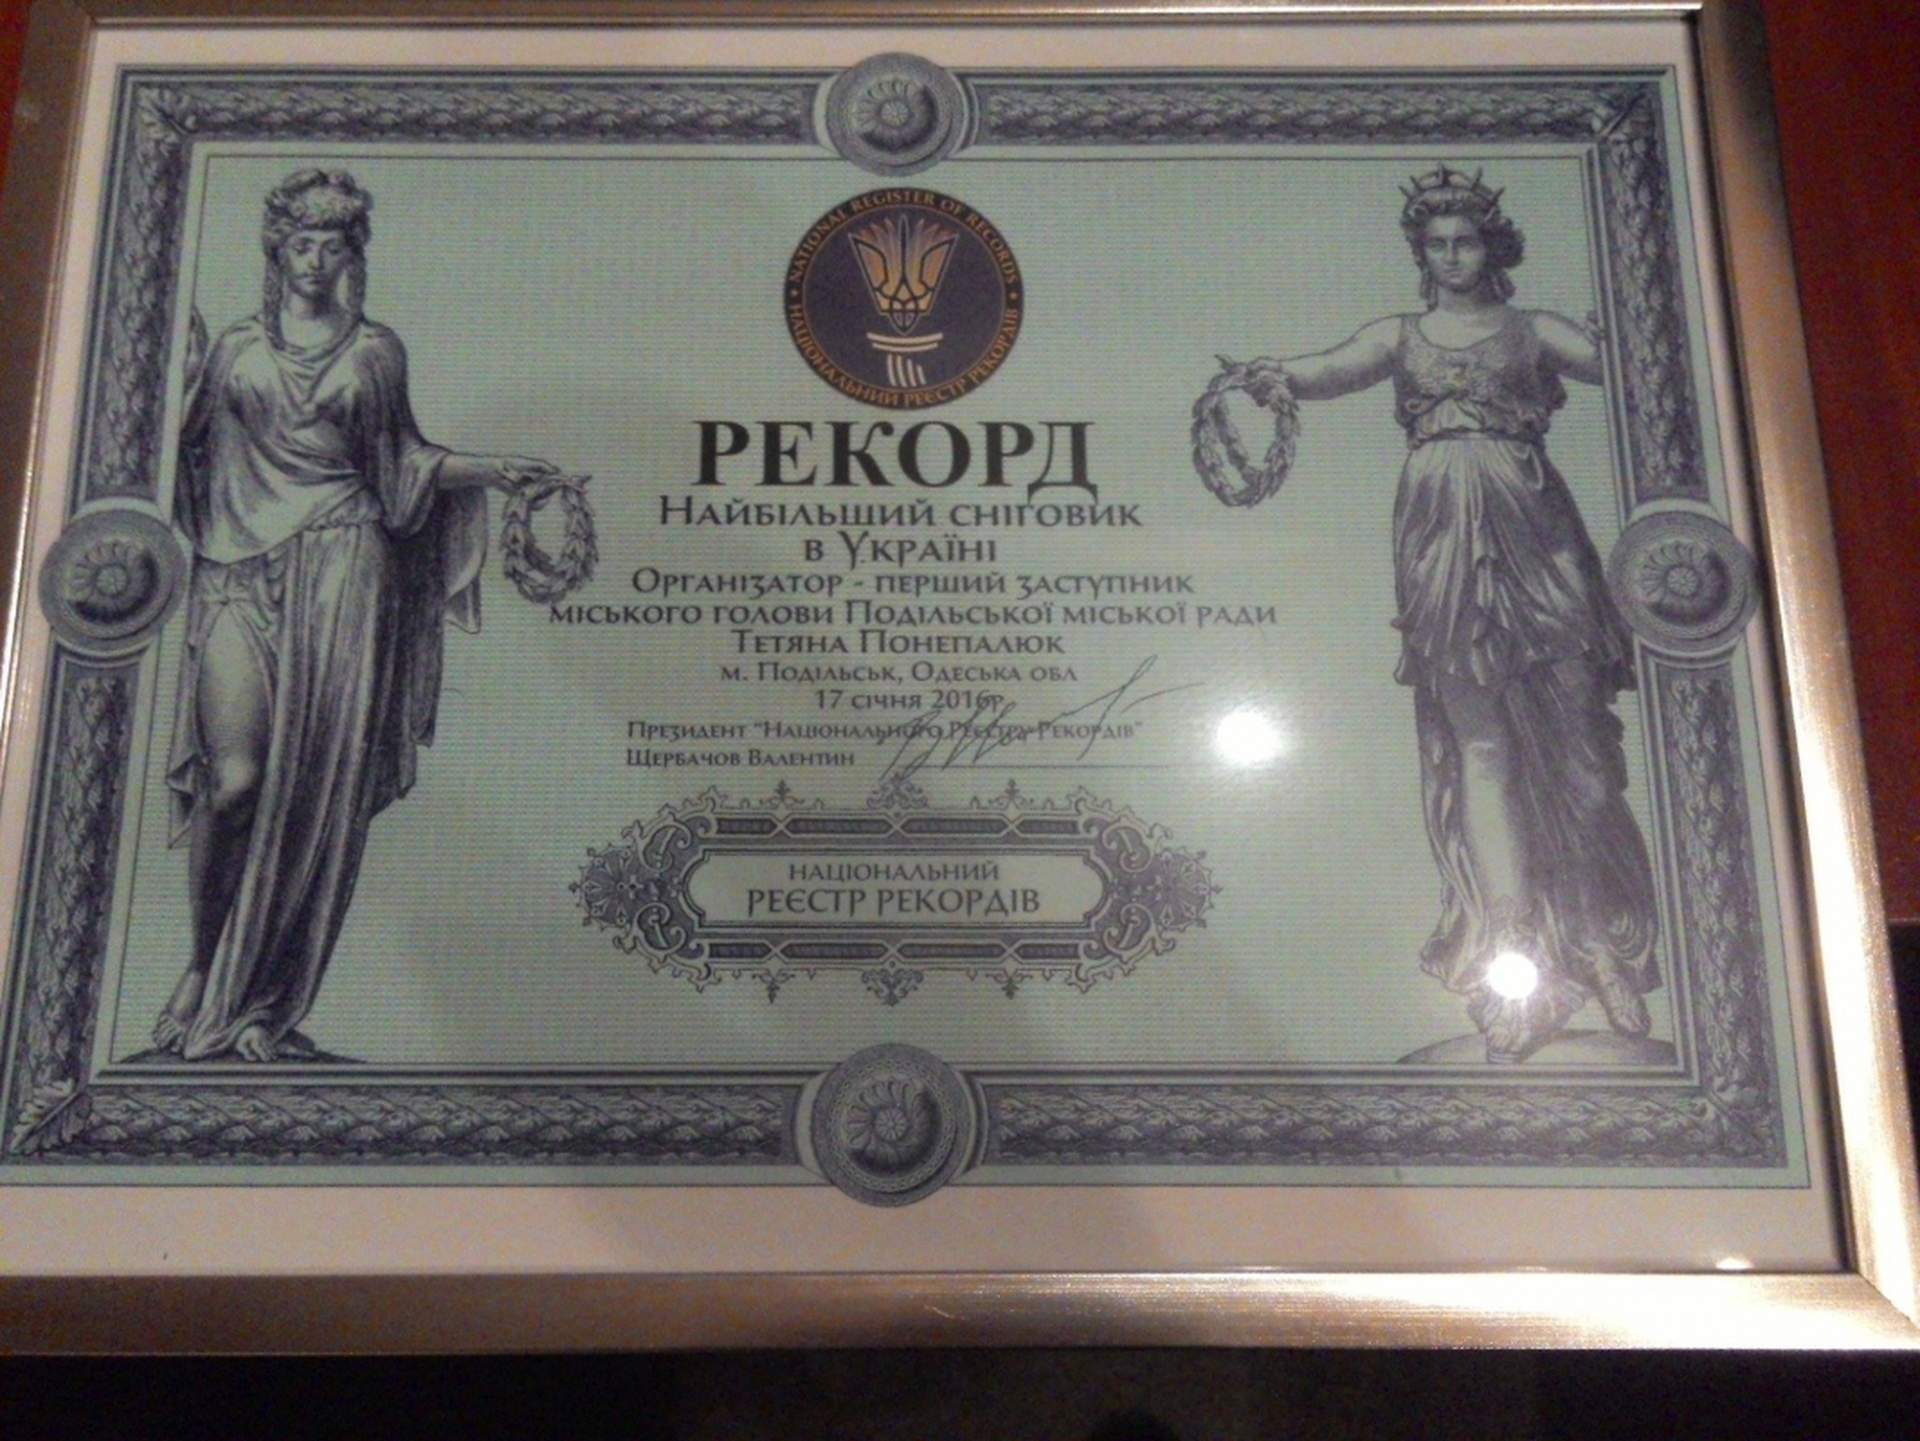 NATIONAL REGISTER OF RECORDS
НАЦІОНАЛЬНИЙ РЕЄСТР РЕКОРДІВ
РЕКОРД
Найбільший сніговик
в Україні
Організатор - перший заступник
міського голови Подільської міської ради
Тетяна Понепалюк
м. Подільськ, Одеська обл
17 січня 2016р
Президент "Національного Реєстру Рекордів"
Щербачов Валентин
НАЦІОНАЛЬНИЙ
РЕЄСТР РЕКОРДІВ